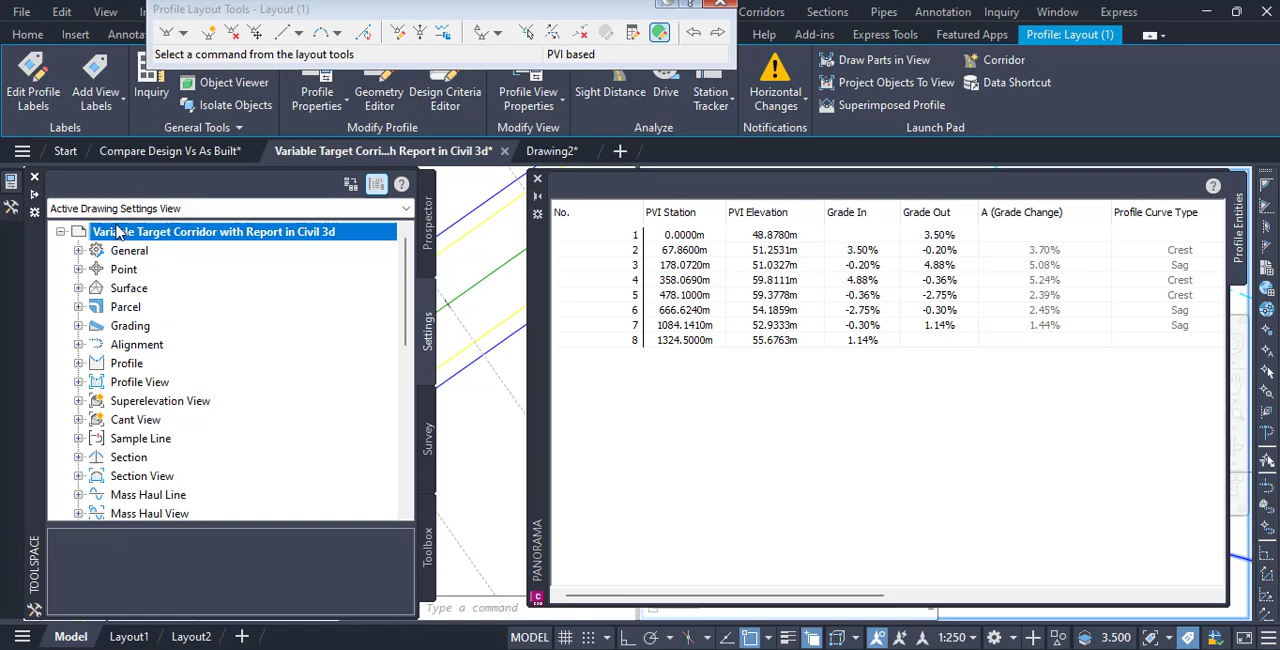 Profile Layout Tools - Layout (1)
File Edit Corridors Sections Pipes Annotation Inquiry Window Express
Home Insert Help Add-ins Express Tools Featured Apps Profile: Layout (1)
Select a command from the layout tools PVI based
Edit Profile Labels
Add View Labels
Labels
Inquiry
Object Viewer
Isolate Objects
General Tools
Profile Properties
Geometry Editor
Design Criteria Editor
Modify Profile
Profile View Properties
Modify View
Sight Distance
Drive
Station Tracker
Analyze
Horizontal Changes
Notifications
Draw Parts in View
Project Objects To View
Superimposed Profile
Corridor
Data Shortcut
Launch Pad
Start Compare Design Vs As Built* Variable Target Corri...h Report in Civil 3d* Drawing2*
Active Drawing Settings View
Variable Target Corridor with Report in Civil 3d
General
Point
Surface
Parcel
Grading
Alignment
Profile
Profile View
Superelevation View
Cant View
Sample Line
Section
Section View
Mass Haul Line
Mass Haul View
Prospector
Settings
Survey
Toolbox
TOOLSPACE
PANORAMA
Profile Entities
No. PVI Station PVI Elevation Grade In Grade Out A (Grade Change) Profile Curve Type
1 0.0000m 48.8780m 3.50%
2 67.8600m 51.2531m 3.50% -0.20% 3.70% Crest
3 178.0720m 51.0327m -0.20% 4.88% 5.08% Sag
4 358.0690m 59.8111m 4.88% -0.36% 5.24% Crest
5 478.1000m 59.3778m -0.36% -2.75% 2.39% Crest
6 666.6240m 54.1859m -2.75% -0.30% 2.45% Sag
7 1084.1410m 52.9333m -0.30% 1.14% 1.44% Sag
8 1324.5000m 55.6763m 1.14%
Type a command
Model Layout1 Layout2
MODEL 1:250 3.500